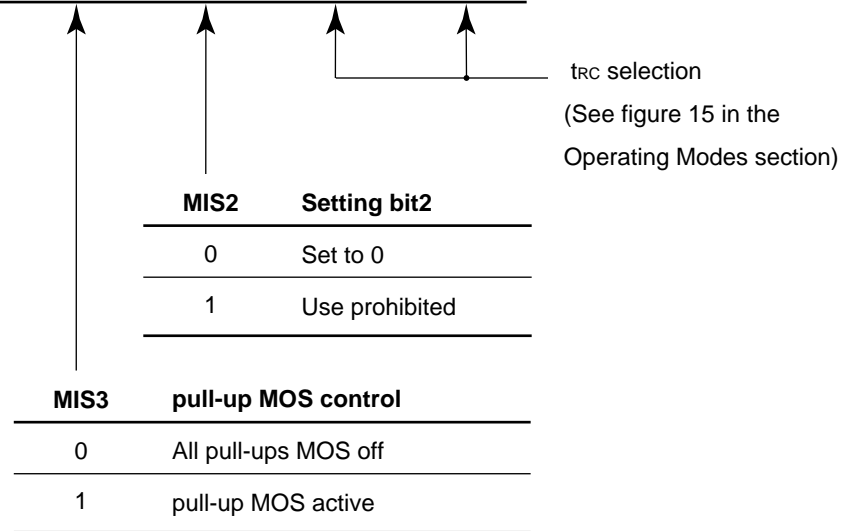 tRC selection
(See figure 15 in the
Operating Modes section)
MIS2 Setting bit2
0 Set to 0
1 Use prohibited
MIS3 pull-up MOS control
0 All pull-ups MOS off
1 pull-up MOS active